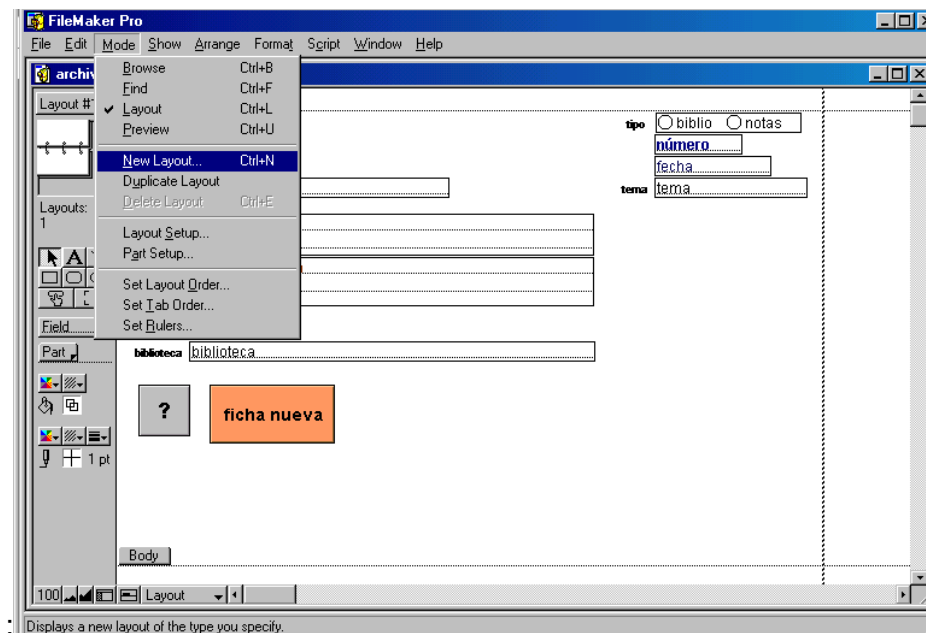 FileMaker Pro
File Edit Mode Show Arrange Format Script Window Help
archiv
Browse Ctrl+B
Find Ctrl+F
Layout Ctrl+L
Preview Ctrl+U
New Layout... Ctrl+N
Duplicate Layout
Delete Layout Ctrl+E
Layout Setup...
Part Setup...
Set Layout Order...
Set Tab Order...
Set Rulers...
Layout #
Layouts:
1
A
Field
Part
1 pt
tipo biblio notas
número
fecha
tema tema
biblioteca biblioteca
? ficha nueva
Body
100 Layout
Displays a new layout of the type you specify.